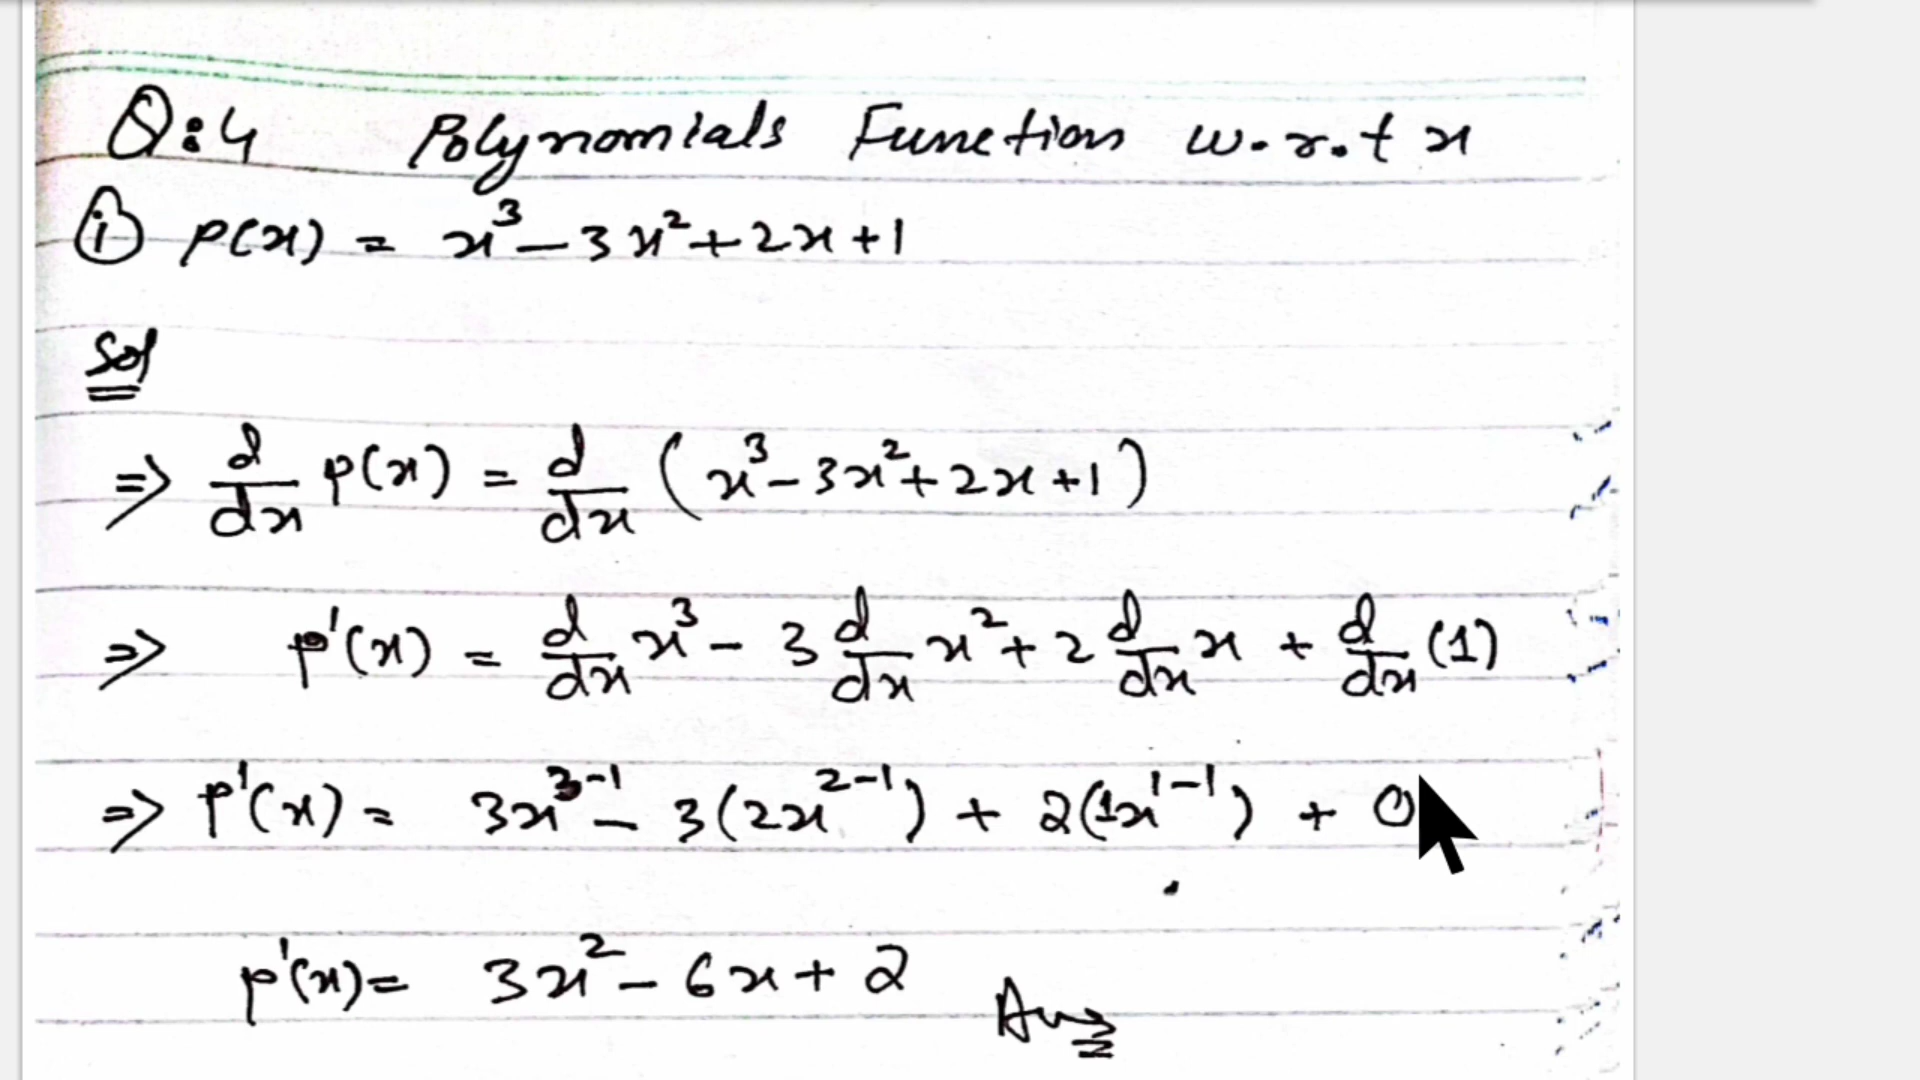 Q:4 Polynomials Function w.r.t x
(i) P(x) = x³ - 3x² + 2x + 1
Sol
=> d/dx p(x) = d/dx (x³ - 3x² + 2x + 1)
=> p'(x) = d/dx x³ - 3 d/dx x² + 2 d/dx x + d/dx (1)
=> p'(x) = 3x³⁻¹ - 3(2x²⁻¹) + 2(1x¹⁻¹) + 0
p'(x) = 3x² - 6x + 2 Ans